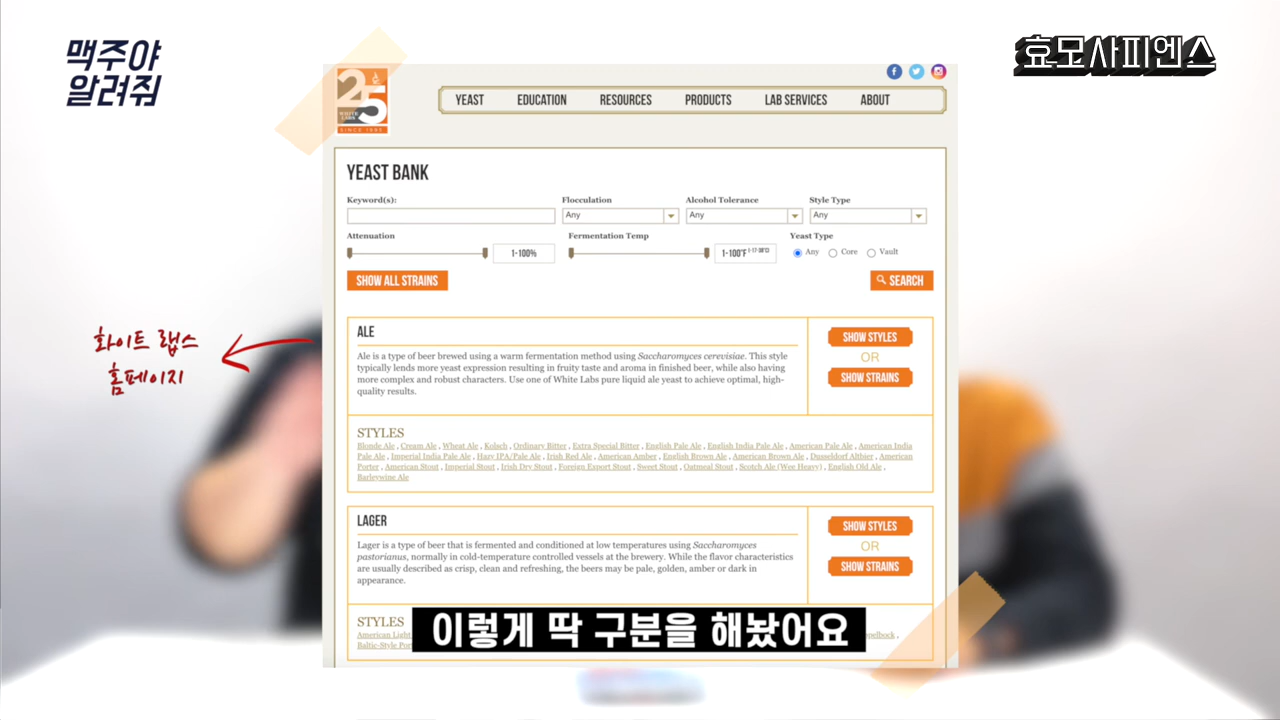 맥주야
알려줘
효모사피엔스
25
WHITE LABS
SINCE 1995
YEAST EDUCATION RESOURCES PRODUCTS LAB SERVICES ABOUT
YEAST BANK
Keyword(s): Flocculation Alcohol Tolerance Style Type
Any Any Any
Attenuation Fermentation Temp Yeast Type
1-100% 1-100°F Any Core Vault
SHOW ALL STRAINS SEARCH
화이트 랩스
홈페이지
ALE
SHOW STYLES
OR
SHOW STRAINS
Ale is a type of beer brewed using a warm fermentation method using Saccharomyces cerevisiae. This style
typically lends more yeast expression resulting in fruity taste and aroma in finished beer, while also having
more complex and robust characters. Use one of White Labs pure liquid ale yeast to achieve optimal, high-
quality results.
STYLES
Blonde Ale , Cream Ale , Wheat Ale , Kolsch , Ordinary Bitter , Extra Special Bitter , English Pale Ale , English India Pale Ale , American Pale Ale , American India
Pale Ale , Imperial India Pale Ale , Hazy IPA/Pale Ale , Irish Red Ale , American Amber , English Brown Ale , American Brown Ale , Dusseldorf Altbier , American
Porter , American Stout , Imperial Stout , Irish Dry Stout , Foreign Export Stout , Sweet Stout , Oatmeal Stout , Scotch Ale (Wee Heavy) , English Old Ale ,
Barleywine Ale
LAGER
SHOW STYLES
OR
SHOW STRAINS
Lager is a type of beer that is fermented and conditioned at low temperatures using Saccharomyces
pastorianus, normally in cold-temperature controlled vessels at the brewery. While the flavor characteristics
are usually described as crisp, clean and refreshing, the beers may be pale, golden, amber or dark in
appearance.
STYLES
American Light
Baltic-Style
이렇게 딱 구분을 해놨어요